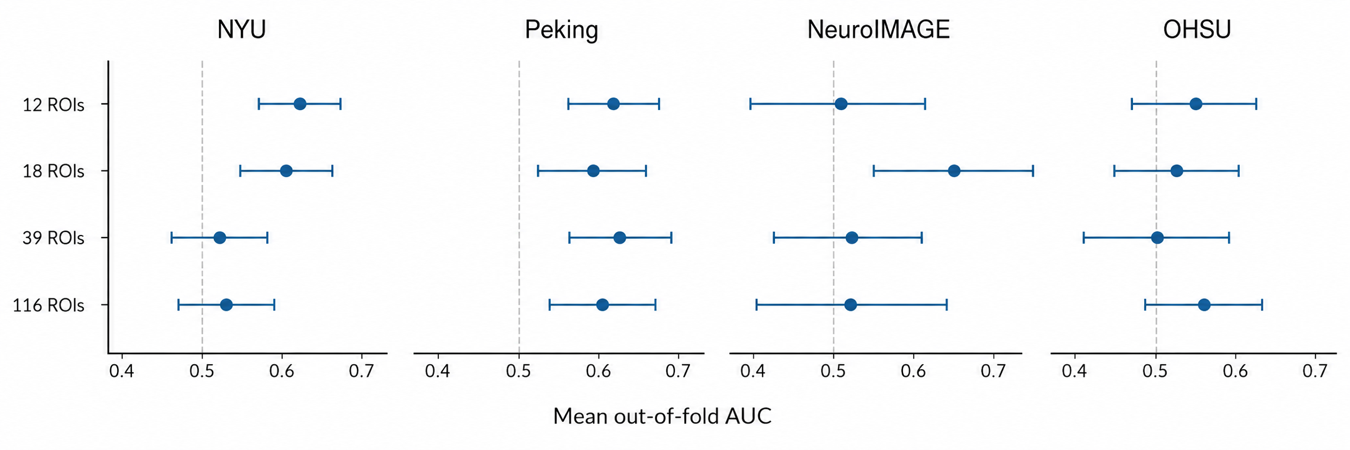 NYU Peking NeuroIMAGE OHSU
12 ROIs
18 ROIs
39 ROIs
116 ROIs
0.4 0.5 0.6 0.7 0.4 0.5 0.6 0.7 0.4 0.5 0.6 0.7 0.4 0.5 0.6 0.7
Mean out-of-fold AUC